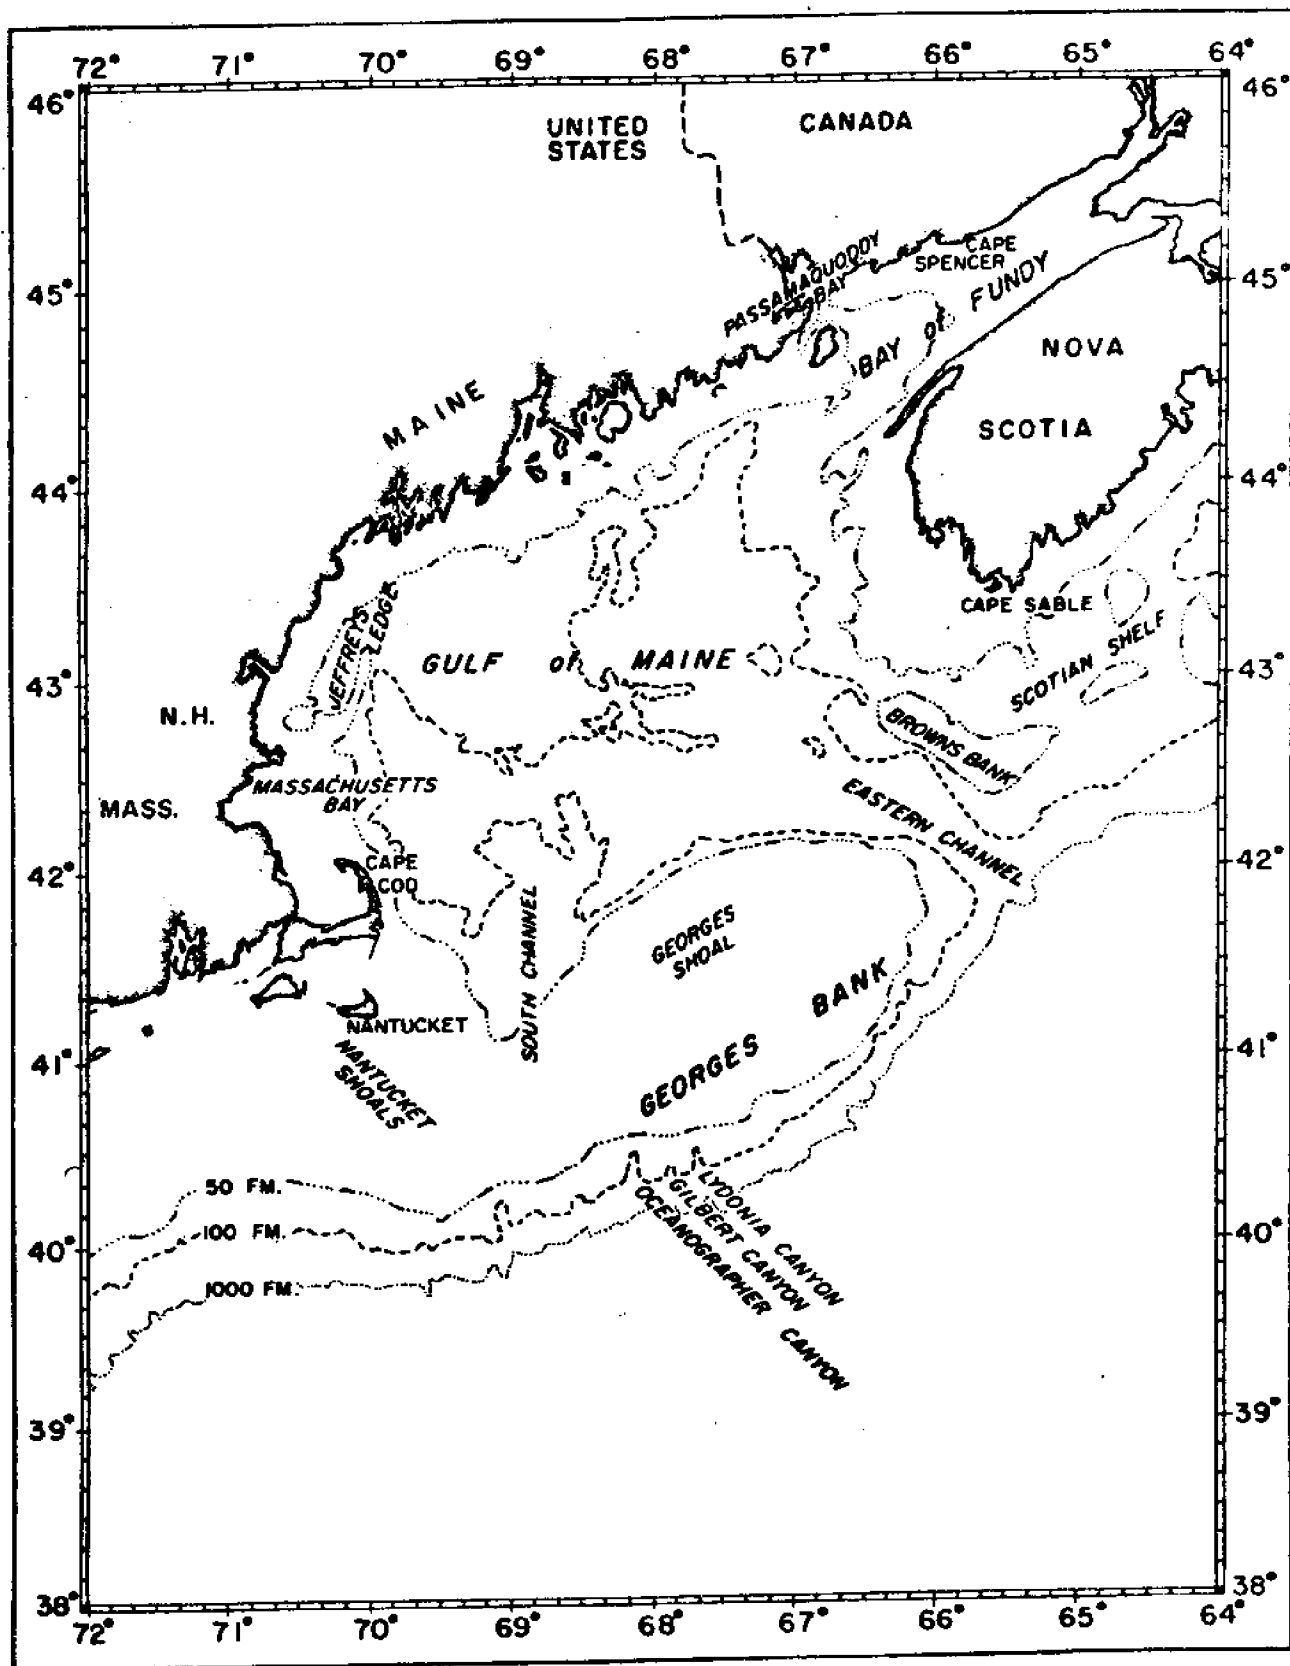 72° 71° 70° 69° 68° 67° 66° 65° 64°
46° 46°
UNITED
STATES
CANADA
PASSAMAQUODDY
BAY
CAPE
SPENCER
45° 45°
BAY of FUNDY
NOVA
SCOTIA
MAINE
44° 44°
JEFFREYS
LEDGE
CAPE SABLE
GULF of MAINE
SCOTIAN SHELF
43° 43°
N.H.
BROWNS BANK
MASSACHUSETTS
BAY
MASS.
EASTERN CHANNEL
42° 42°
CAPE
COD
SOUTH CHANNEL
GEORGES
SHOAL
GEORGES BANK
NANTUCKET
41° 41°
NANTUCKET
SHOALS
50 FM.
100 FM.
1000 FM.
LYDONIA CANYON
GILBERT CANYON
OCEANOGRAPHER CANYON
40° 40°
39° 39°
38° 38°
72° 71° 70° 69° 68° 67° 66° 65° 64°